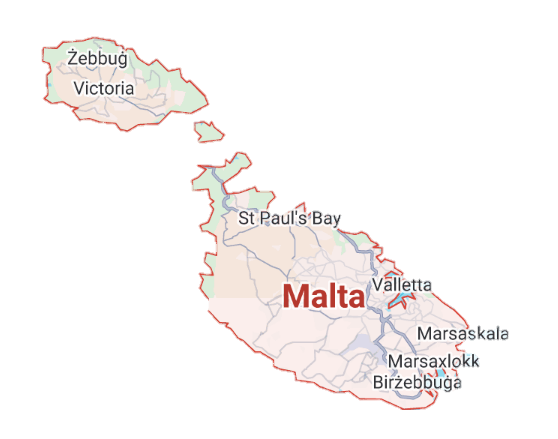 Żebbuġ
Victoria
St Paul's Bay
Valletta
Malta
Marsaskala
Marsaxlokk
Birżebbuġa